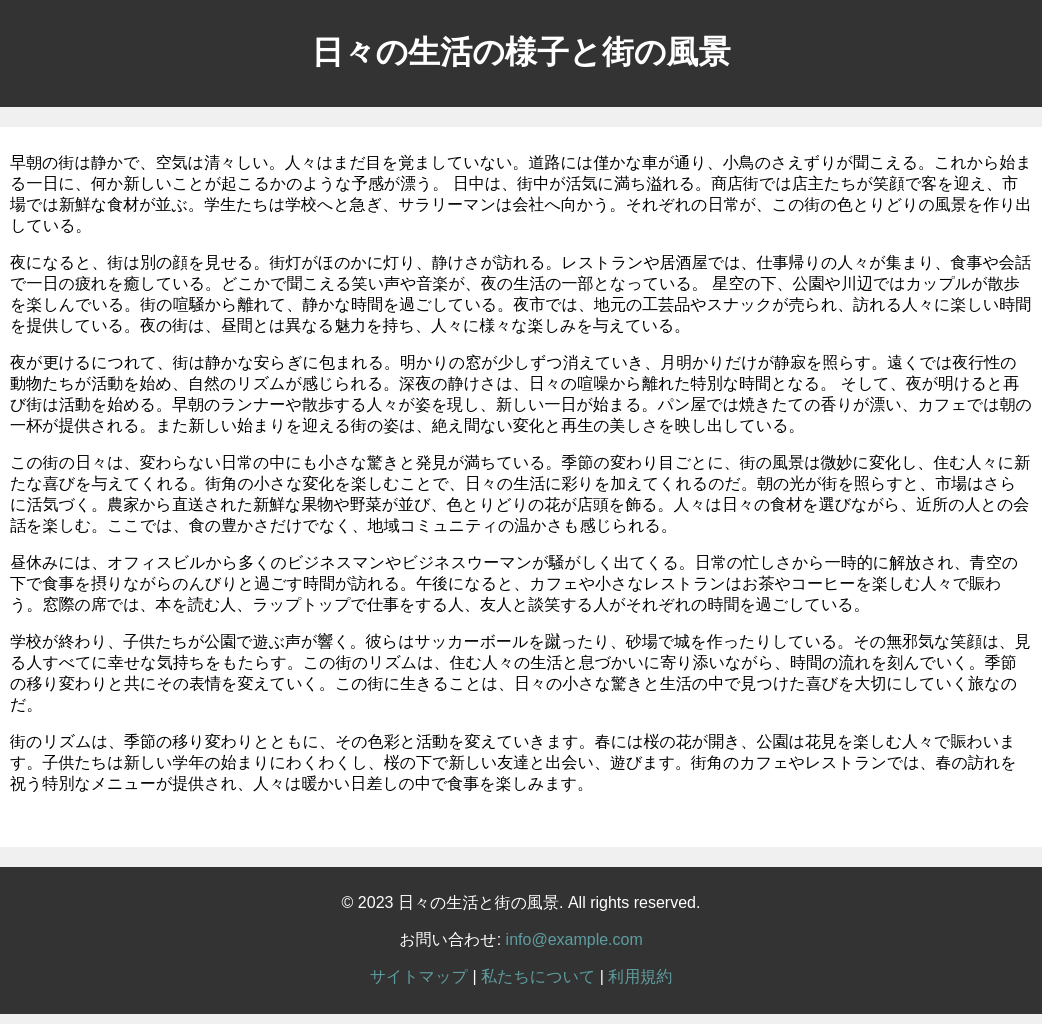 日々の生活の様子と街の風景
早朝の街は静かで、空気は清々しい。人々はまだ目を覚ましていない。道路には僅かな車が通り、小鳥のさえずりが聞こえる。これから始ま
る一日に、何か新しいことが起こるかのような予感が漂う。 日中は、街中が活気に満ち溢れる。商店街では店主たちが笑顔で客を迎え、市
場では新鮮な食材が並ぶ。学生たちは学校へと急ぎ、サラリーマンは会社へ向かう。それぞれの日常が、この街の色とりどりの風景を作り出
している。
夜になると、街は別の顔を見せる。街灯がほのかに灯り、静けさが訪れる。レストランや居酒屋では、仕事帰りの人々が集まり、食事や会話
で一日の疲れを癒している。どこかで聞こえる笑い声や音楽が、夜の生活の一部となっている。 星空の下、公園や川辺ではカップルが散歩
を楽しんでいる。街の喧騒から離れて、静かな時間を過ごしている。夜市では、地元の工芸品やスナックが売られ、訪れる人々に楽しい時間
を提供している。夜の街は、昼間とは異なる魅力を持ち、人々に様々な楽しみを与えている。
夜が更けるにつれて、街は静かな安らぎに包まれる。明かりの窓が少しずつ消えていき、月明かりだけが静寂を照らす。遠くでは夜行性の
動物たちが活動を始め、自然のリズムが感じられる。深夜の静けさは、日々の喧噪から離れた特別な時間となる。 そして、夜が明けると再
び街は活動を始める。早朝のランナーや散歩する人々が姿を現し、新しい一日が始まる。パン屋では焼きたての香りが漂い、カフェでは朝の
一杯が提供される。また新しい始まりを迎える街の姿は、絶え間ない変化と再生の美しさを映し出している。
この街の日々は、変わらない日常の中にも小さな驚きと発見が満ちている。季節の変わり目ごとに、街の風景は微妙に変化し、住む人々に新
たな喜びを与えてくれる。街角の小さな変化を楽しむことで、日々の生活に彩りを加えてくれるのだ。朝の光が街を照らすと、市場はさら
に活気づく。農家から直送された新鮮な果物や野菜が並び、色とりどりの花が店頭を飾る。人々は日々の食材を選びながら、近所の人との会
話を楽しむ。ここでは、食の豊かさだけでなく、地域コミュニティの温かさも感じられる。
昼休みには、オフィスビルから多くのビジネスマンやビジネスウーマンが騒がしく出てくる。日常の忙しさから一時的に解放され、青空の
下で食事を摂りながらのんびりと過ごす時間が訪れる。午後になると、カフェや小さなレストランはお茶やコーヒーを楽しむ人々で賑わ
う。窓際の席では、本を読む人、ラップトップで仕事をする人、友人と談笑する人がそれぞれの時間を過ごしている。
学校が終わり、子供たちが公園で遊ぶ声が響く。彼らはサッカーボールを蹴ったり、砂場で城を作ったりしている。その無邪気な笑顔は、見
る人すべてに幸せな気持ちをもたらす。この街のリズムは、住む人々の生活と息づかいに寄り添いながら、時間の流れを刻んでいく。季節
の移り変わりと共にその表情を変えていく。この街に生きることは、日々の小さな驚きと生活の中で見つけた喜びを大切にしていく旅なの
だ。
街のリズムは、季節の移り変わりとともに、その色彩と活動を変えていきます。春には桜の花が開き、公園は花見を楽しむ人々で賑わいま
す。子供たちは新しい学年の始まりにわくわくし、桜の下で新しい友達と出会い、遊びます。街角のカフェやレストランでは、春の訪れを
祝う特別なメニューが提供され、人々は暖かい日差しの中で食事を楽しみます。
© 2023 日々の生活と街の風景. All rights reserved.
お問い合わせ: info@example.com
サイトマップ | 私たちについて | 利用規約